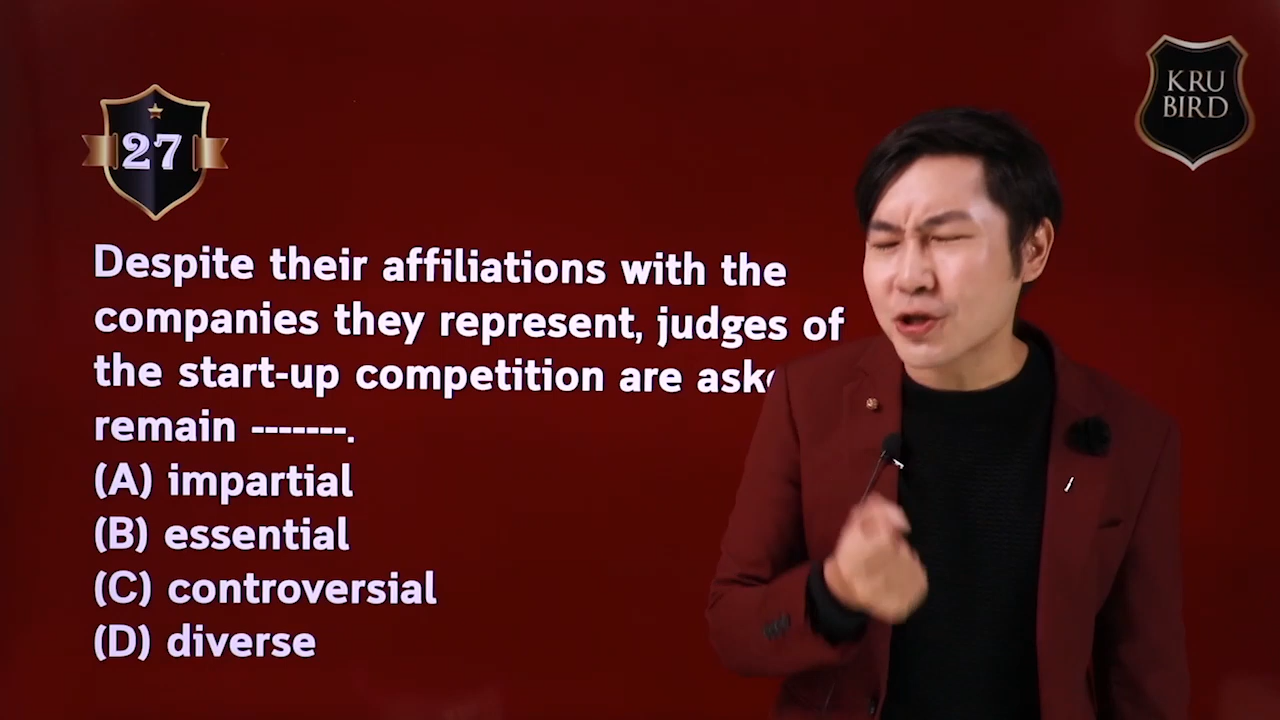 KRU
BIRD
27
Despite their affiliations with the
companies they represent, judges of
the start-up competition are
remain -------.
(A) impartial
(B) essential
(C) controversial
(D) diverse